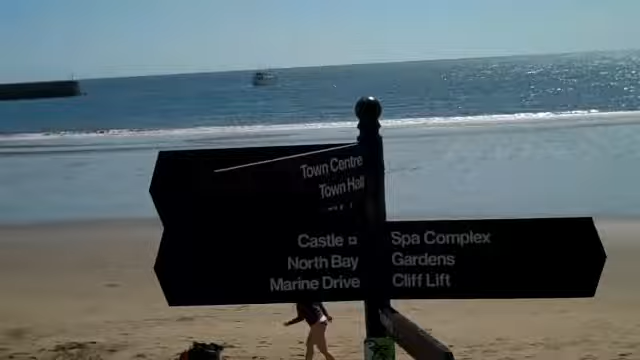 Town Centre
Town Hall
Castle
North Bay
Marine Drive
Spa Complex
Gardens
Cliff Lift